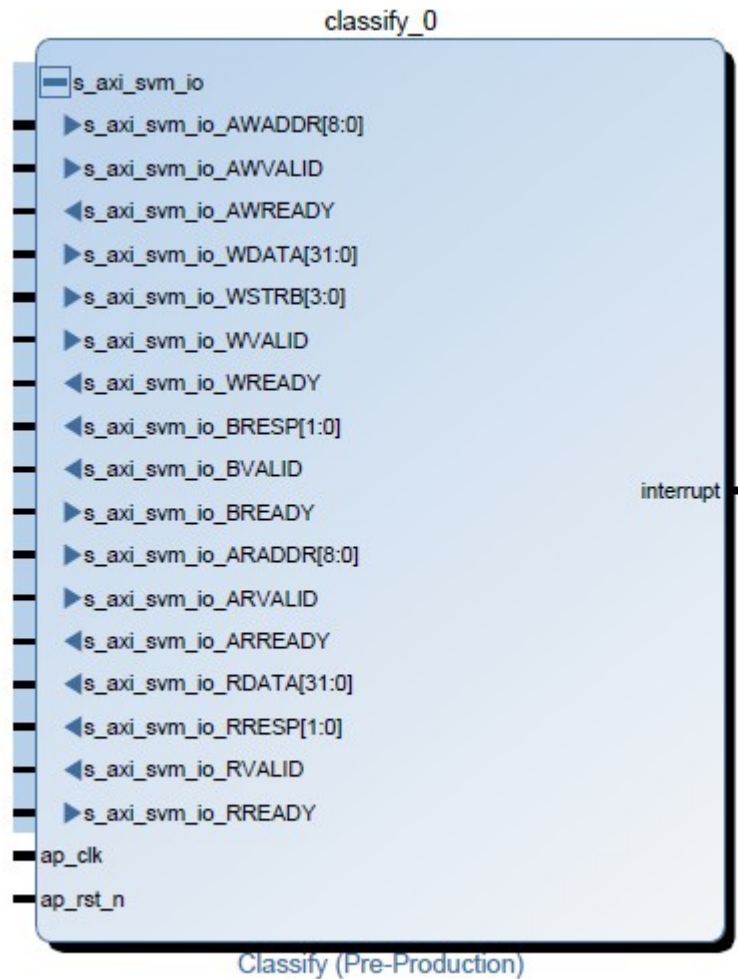 classify_0
s_axi_svm_io
s_axi_svm_io_AWADDR[8:0]
s_axi_svm_io_AWVALID
s_axi_svm_io_AWREADY
s_axi_svm_io_WDATA[31:0]
s_axi_svm_io_WSTRB[3:0]
s_axi_svm_io_WVALID
s_axi_svm_io_WREADY
s_axi_svm_io_BRESP[1:0]
s_axi_svm_io_BVALID
s_axi_svm_io_BREADY
s_axi_svm_io_ARADDR[8:0]
s_axi_svm_io_ARVALID
s_axi_svm_io_ARREADY
s_axi_svm_io_RDATA[31:0]
s_axi_svm_io_RRESP[1:0]
s_axi_svm_io_RVALID
s_axi_svm_io_RREADY
ap_clk
ap_rst_n
interrupt
Classify (Pre-Production)